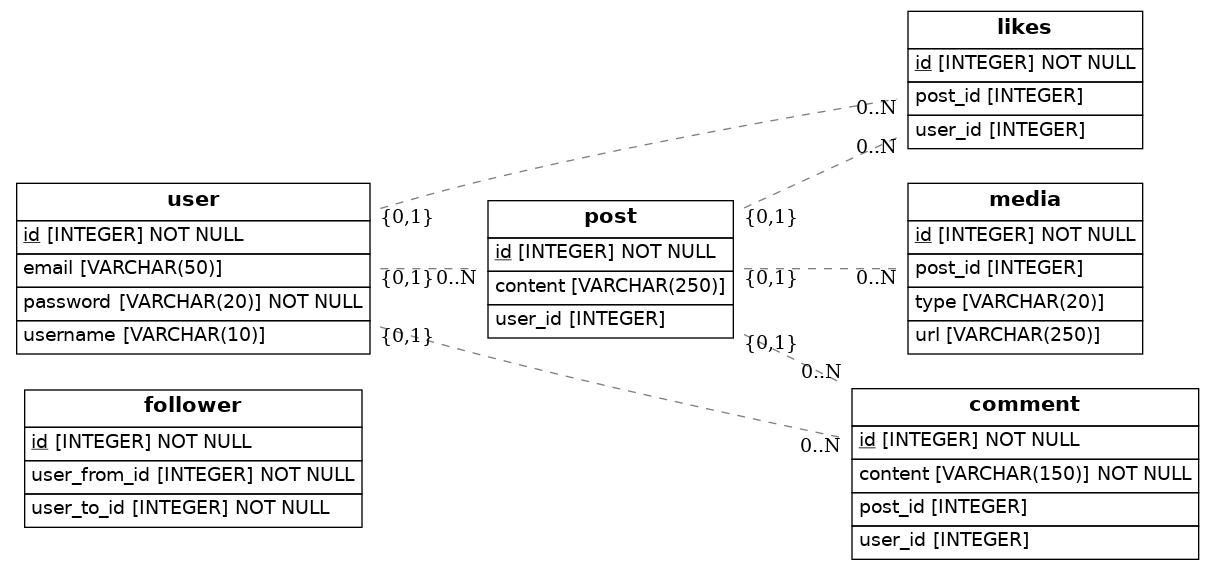 likes
id [INTEGER] NOT NULL
post_id [INTEGER]
user_id [INTEGER]
0..N
0..N
user
id [INTEGER] NOT NULL
email [VARCHAR(50)]
password [VARCHAR(20)] NOT NULL
username [VARCHAR(10)]
{0,1}
{0,1}
0..N
{0,1}
post
id [INTEGER] NOT NULL
content [VARCHAR(250)]
user_id [INTEGER]
{0,1}
{0,1}
0..N
{0,1}
0..N
0..N
media
id [INTEGER] NOT NULL
post_id [INTEGER]
type [VARCHAR(20)]
url [VARCHAR(250)]
follower
id [INTEGER] NOT NULL
user_from_id [INTEGER] NOT NULL
user_to_id [INTEGER] NOT NULL
comment
id [INTEGER] NOT NULL
content [VARCHAR(150)] NOT NULL
post_id [INTEGER]
user_id [INTEGER]